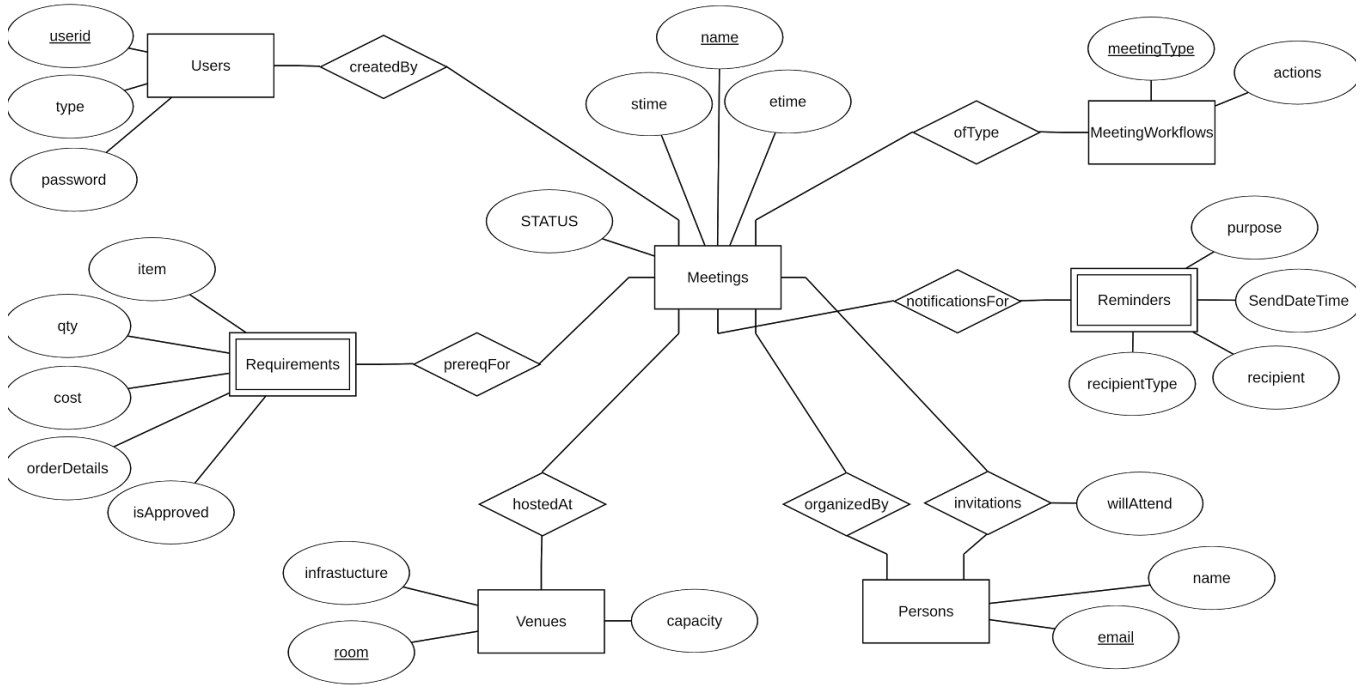 userid
Users
createdBy
name
meetingType
actions
type
stime
etime
ofType
MeetingWorkflows
password
STATUS
purpose
item
Meetings
notificationsFor
Reminders
SendDateTime
qty
Requirements
prereqFor
recipientType
recipient
cost
orderDetails
isApproved
hostedAt
organizedBy
invitations
willAttend
infrastucture
name
Venues
capacity
Persons
room
email